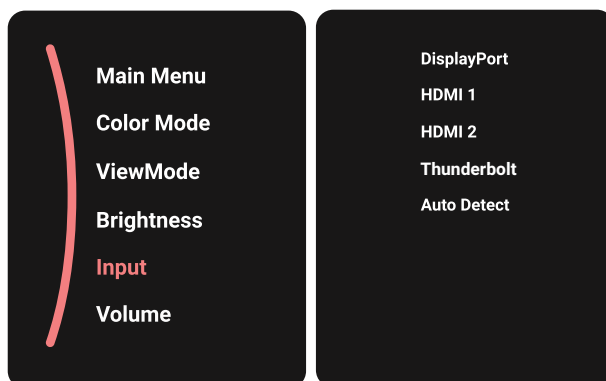 Main Menu
Color Mode
ViewMode
Brightness
Input
Volume
DisplayPort
HDMI 1
HDMI 2
Thunderbolt
Auto Detect